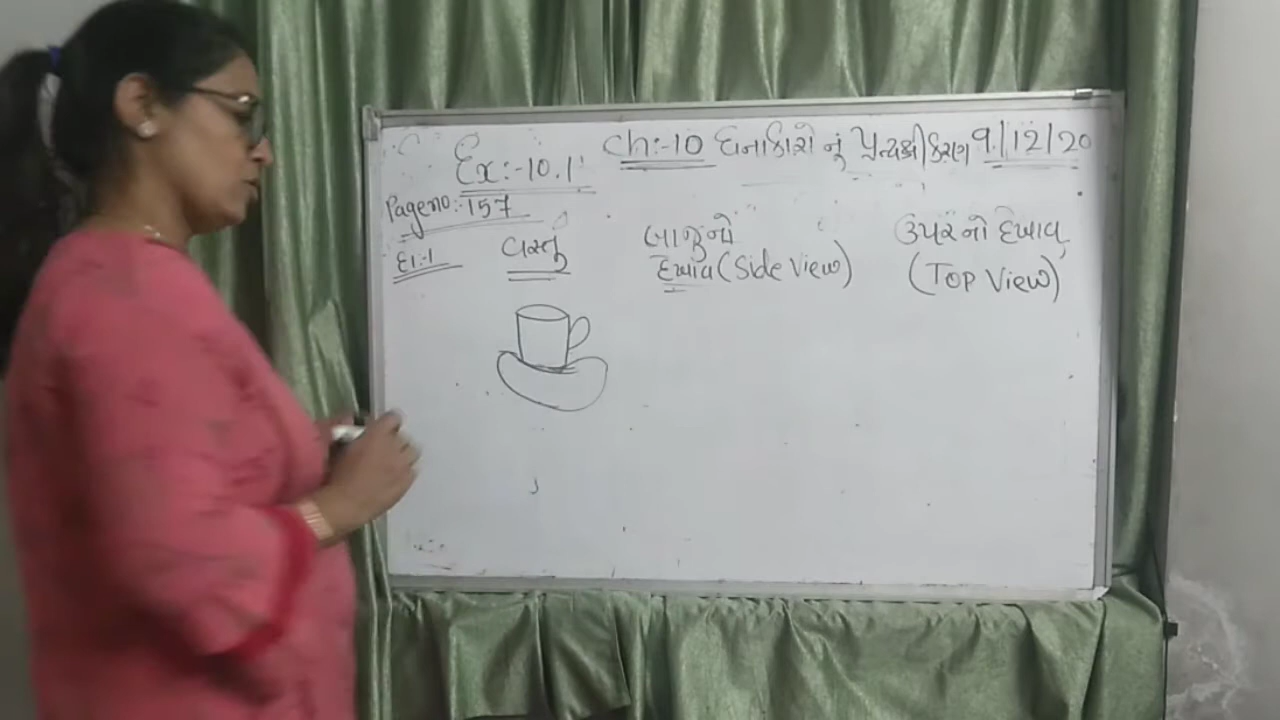 Ch:-10 ઘનાકારોનું પ્રત્યક્ષીકરણ 9/12/20
Ex:-10.1
Page no:-157
દા:-1
વસ્તુ
બાજુનો
દેખાવ (Side View)
ઉપરનો દેખાવ
(Top View)